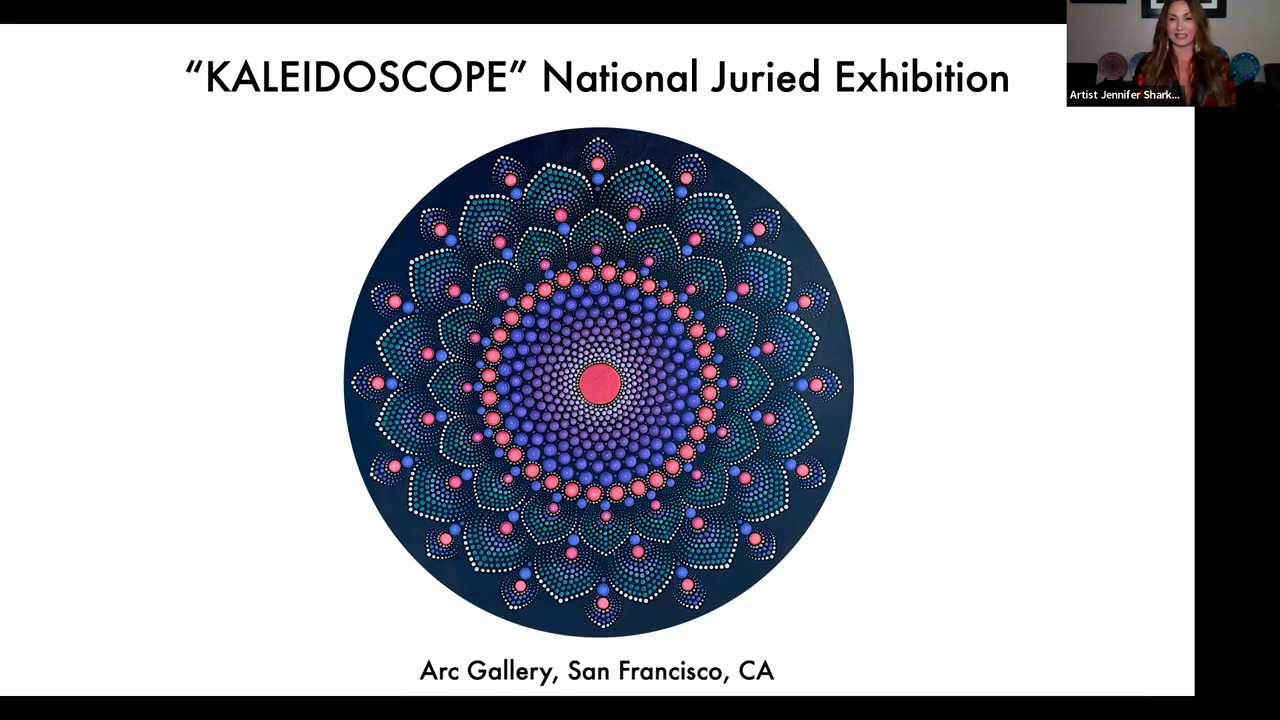 “KALEIDOSCOPE” National Juried Exhibition
Artist Jennifer Shark...
Arc Gallery, San Francisco, CA